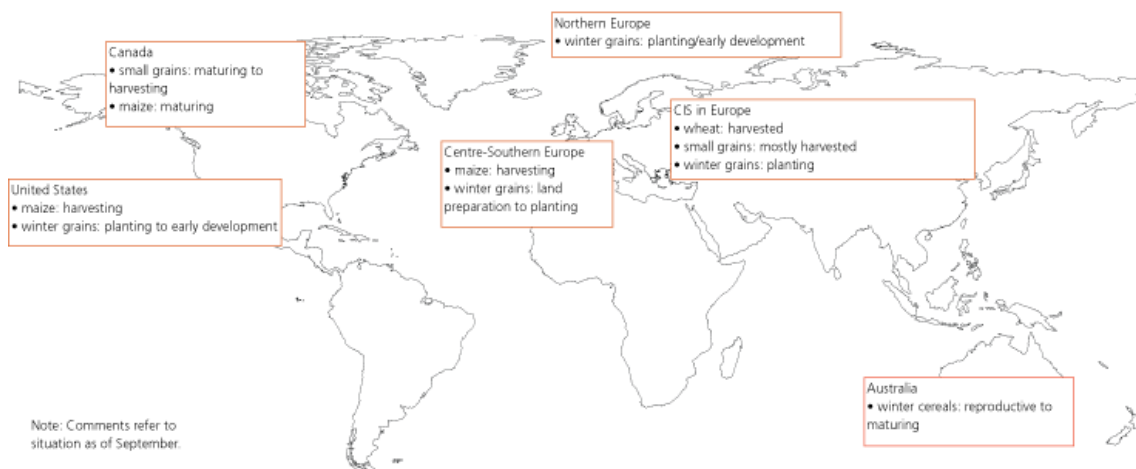 Northern Europe
• winter grains: planting/early development
Canada
• small grains: maturing to
harvesting
• maize: maturing
CIS in Europe
• wheat: harvested
• small grains: mostly harvested
• winter grains: planting
Centre-Southern Europe
• maize: harvesting
• winter grains: land
preparation to planting
United States
• maize: harvesting
• winter grains: planting to early development
Australia
• winter cereals: reproductive to
maturing
Note: Comments refer to
situation as of September.